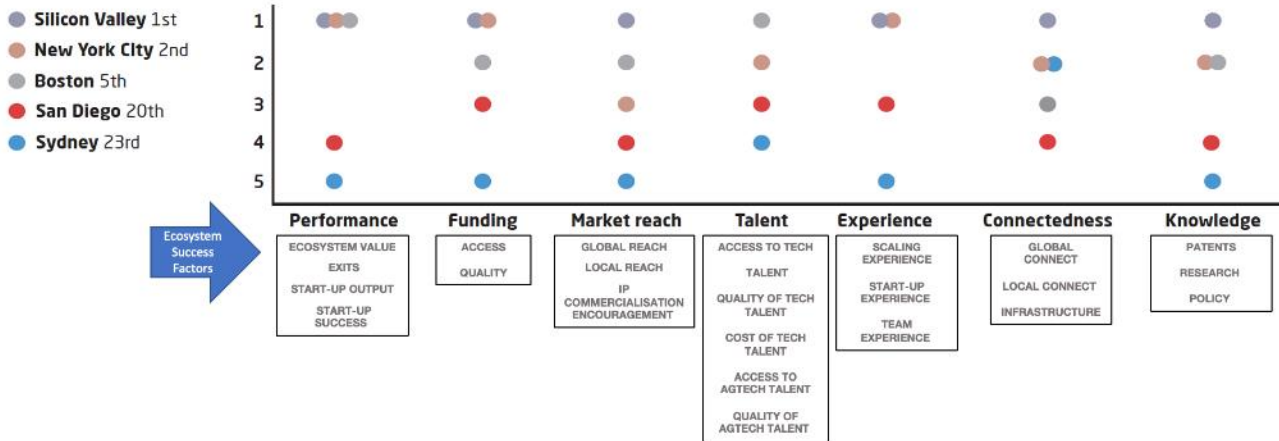 Silicon Valley 1st
New York CIty 2nd
Boston 5th
San Diego 20th
Sydney 23rd
1
2
3
4
5
Ecosystem
Success
Factors
Performance
ECOSYSTEM VALUE
EXITS
START-UP OUTPUT
START-UP
SUCCESS
Funding
ACCESS
QUALITY
Market reach
GLOBAL REACH
LOCAL REACH
IP
COMMERCIALISATION
ENCOURAGEMENT
Talent
ACCESS TO TECH
TALENT
QUALITY OF TECH
TALENT
COST OF TECH
TALENT
ACCESS TO
AGTECH TALENT
QUALITY OF
AGTECH TALENT
Experience
SCALING
EXPERIENCE
START-UP
EXPERIENCE
TEAM
EXPERIENCE
Connectedness
GLOBAL
CONNECT
LOCAL CONNECT
INFRASTRUCTURE
Knowledge
PATENTS
RESEARCH
POLICY